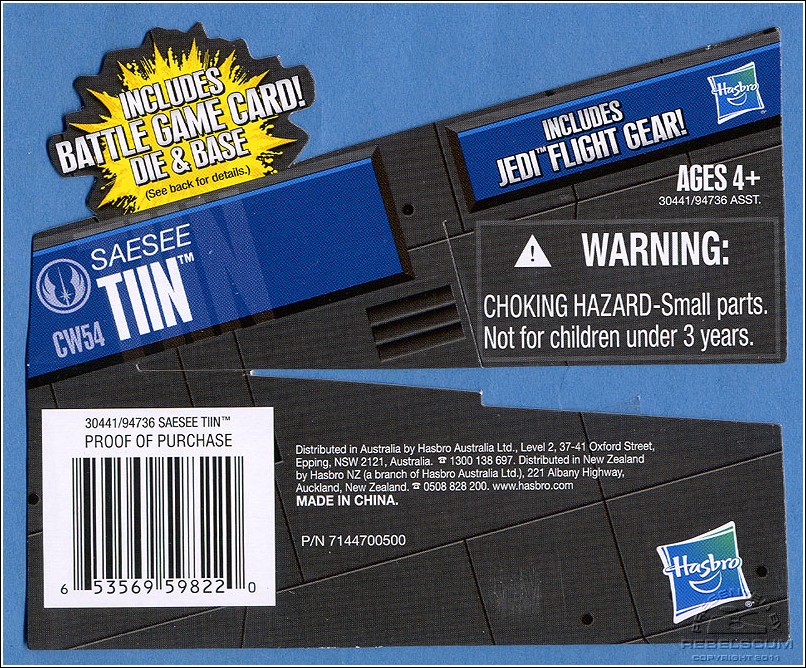 INCLUDES
BATTLE GAME CARD!
DIE & BASE
(See back for details.)
INCLUDES
JEDI™ FLIGHT GEAR!
Hasbro
®
AGES 4+
30441/94736 ASST.
SAESEE
TIIN™
CW54
WARNING:
CHOKING HAZARD-Small parts.
Not for children under 3 years.
30441/94736 SAESEE TIIN™
PROOF OF PURCHASE
6 53569 59822 0
Distributed in Australia by Hasbro Australia Ltd., Level 2, 37-41 Oxford Street,
Epping, NSW 2121, Australia. ☎ 1300 138 697. Distributed in New Zealand
by Hasbro NZ (a branch of Hasbro Australia Ltd.), 221 Albany Highway,
Auckland, New Zealand. ☎ 0508 828 200. www.hasbro.com
MADE IN CHINA.
P/N 7144700500
Hasbro
®
REBELSCUM
COPYRIGHT 2011